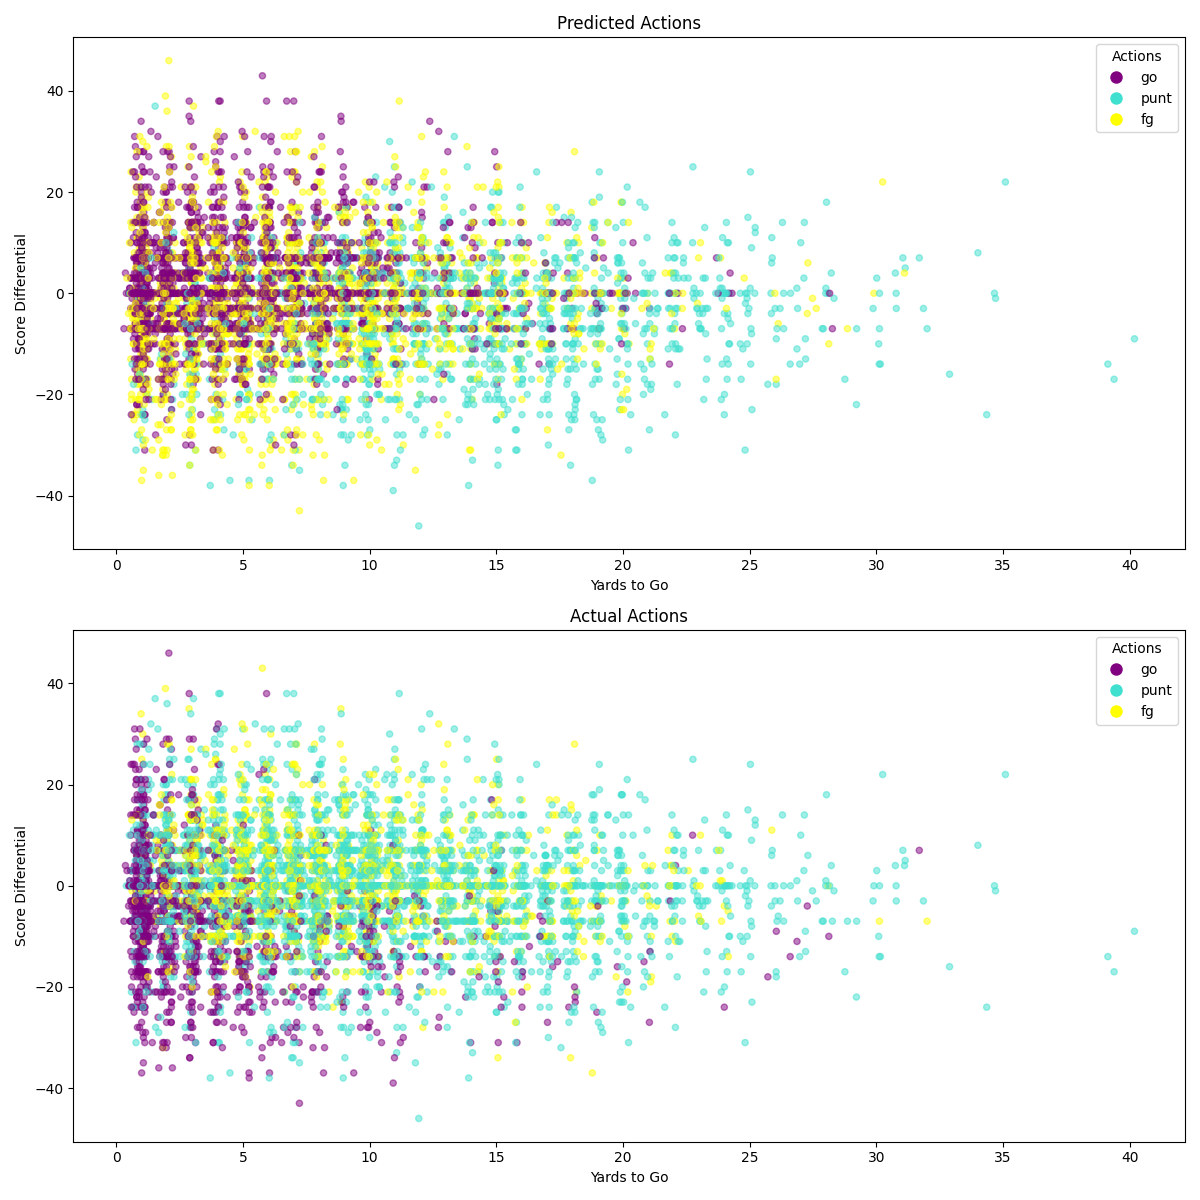 Predicted Actions
Actions
go
punt
fg
Score Differential
40
20
0
−20
−40
0 5 10 15 20 25 30 35 40
Yards to Go
Actual Actions
Actions
go
punt
fg
Score Differential
40
20
0
−20
−40
0 5 10 15 20 25 30 35 40
Yards to Go